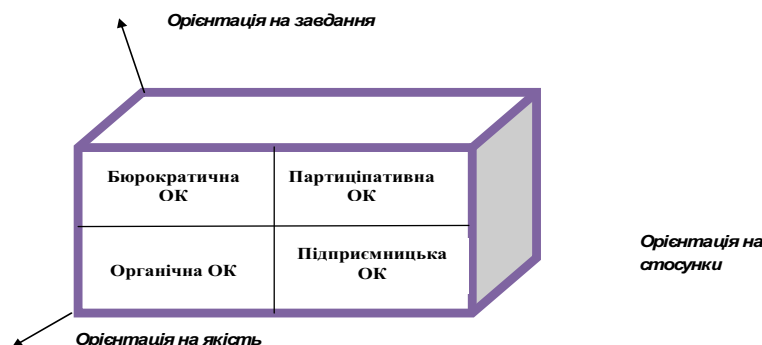 Орієнтація на завдання
Бюрократична
ОК
Партиціпативна
ОК
Органічна ОК
Підприємницька
ОК
Орієнтація на
стосунки
Орієнтація на якість